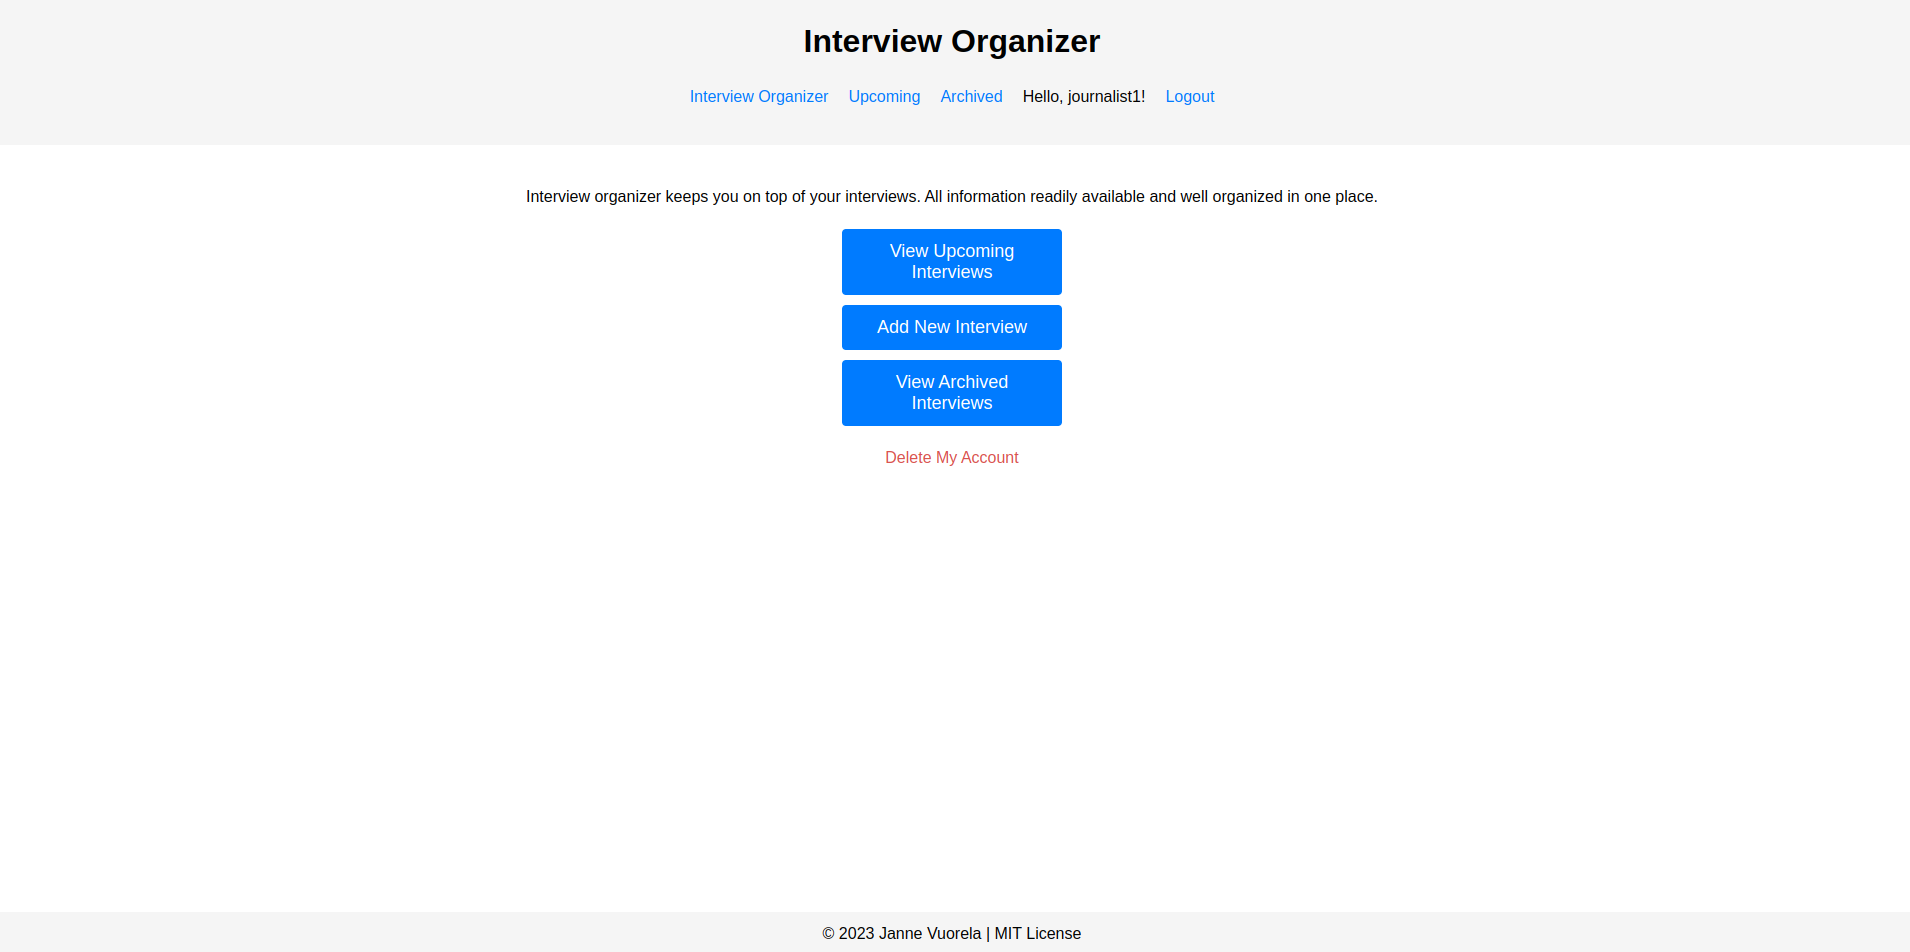 Interview Organizer
Interview Organizer Upcoming Archived Hello, journalist1! Logout
Interview organizer keeps you on top of your interviews. All information readily available and well organized in one place.
View Upcoming
Interviews
Add New Interview
View Archived
Interviews
Delete My Account
© 2023 Janne Vuorela | MIT License